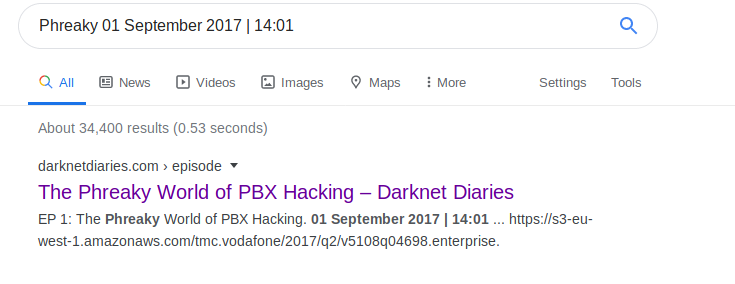 Phreaky 01 September 2017 | 14:01
All News Videos Images Maps More Settings Tools
About 34,400 results (0.53 seconds)
darknetdiaries.com › episode
The Phreaky World of PBX Hacking – Darknet Diaries
EP 1: The Phreaky World of PBX Hacking. 01 September 2017 | 14:01 ... https://s3-eu-
west-1.amazonaws.com/tmc.vodafone/2017/q2/v5108q04698.enterprise.